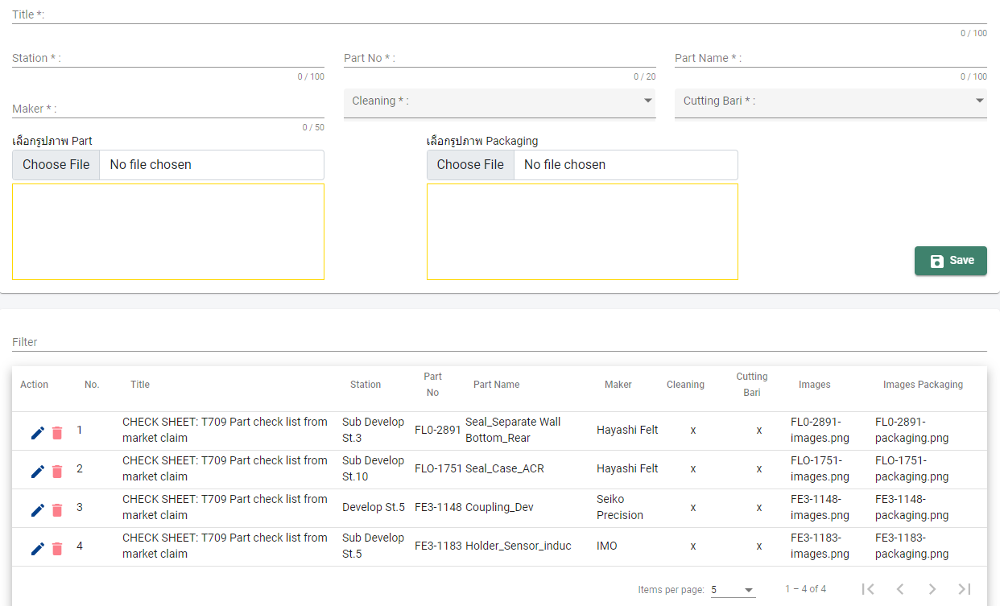 Title *:
0 / 100
Station * :
0 / 100
Part No * :
0 / 20
Part Name * :
0 / 100
Maker * :
0 / 50
Cleaning * :
Cutting Bari * :
เลือกรูปภาพ Part
Choose File No file chosen
เลือกรูปภาพ Packaging
Choose File No file chosen
Save
Filter
Action No. Title Station Part No Part Name Maker Cleaning Cutting Bari Images Images Packaging
1 CHECK SHEET: T709 Part check list from market claim Sub Develop St.3 FL0-2891 Seal_Separate Wall Bottom_Rear Hayashi Felt x x FL0-2891-images.png FL0-2891-packaging.png
2 CHECK SHEET: T709 Part check list from market claim Sub Develop St.10 FLO-1751 Seal_Case_ACR Hayashi Felt x x FLO-1751-images.png FLO-1751-packaging.png
3 CHECK SHEET: T709 Part check list from market claim Develop St.5 FE3-1148 Coupling_Dev Seiko Precision x x FE3-1148-images.png FE3-1148-packaging.png
4 CHECK SHEET: T709 Part check list from market claim Sub Develop St.5 FE3-1183 Holder_Sensor_induc IMO x x FE3-1183-images.png FE3-1183-packaging.png
Items per page: 5 1 – 4 of 4